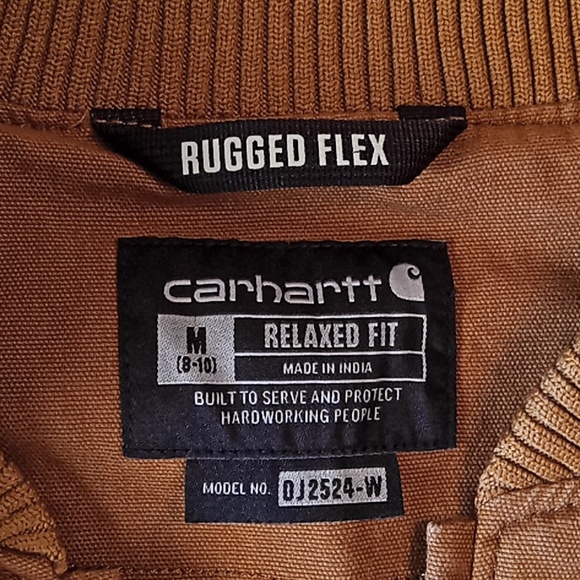 RUGGED FLEX
carhartt
M
(8-10)
RELAXED FIT
MADE IN INDIA
BUILT TO SERVE AND PROTECT
HARDWORKING PEOPLE
MODEL NO. OJ2524-W